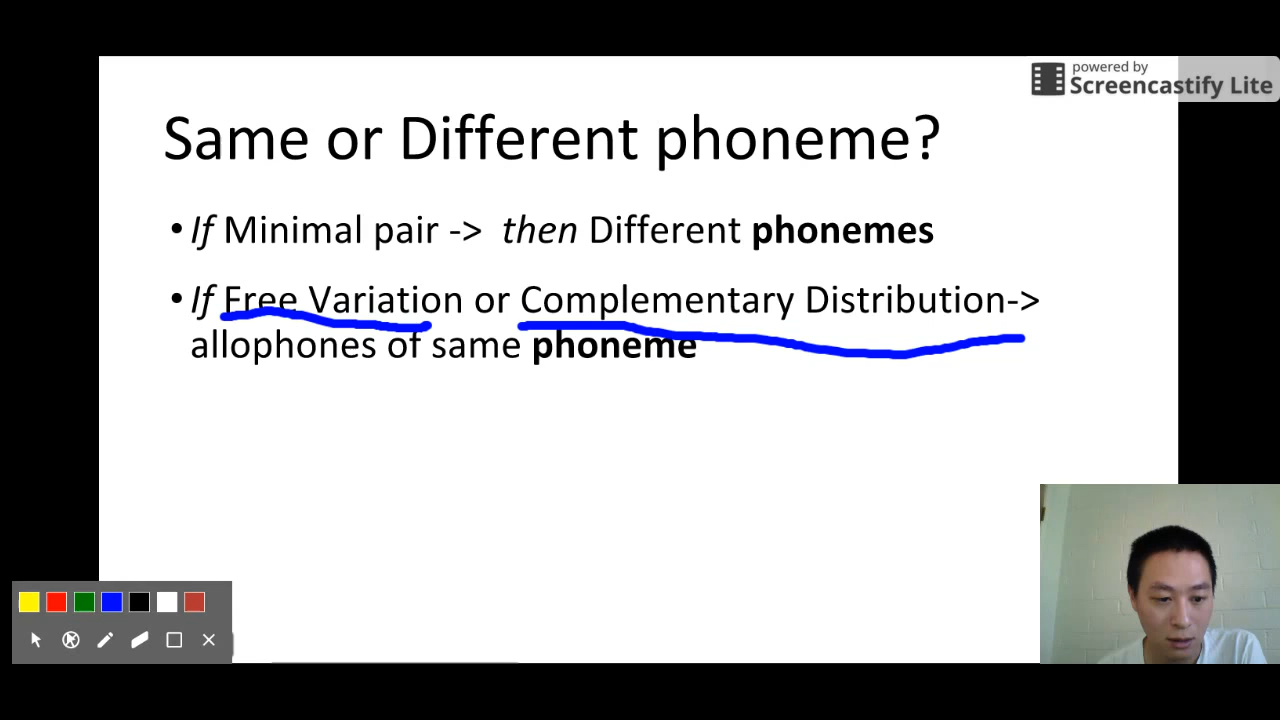 powered by
Screencastify Lite
Same or Different phoneme?
•If Minimal pair -> then Different phonemes
•If Free Variation or Complementary Distribution->
allophones of same phoneme